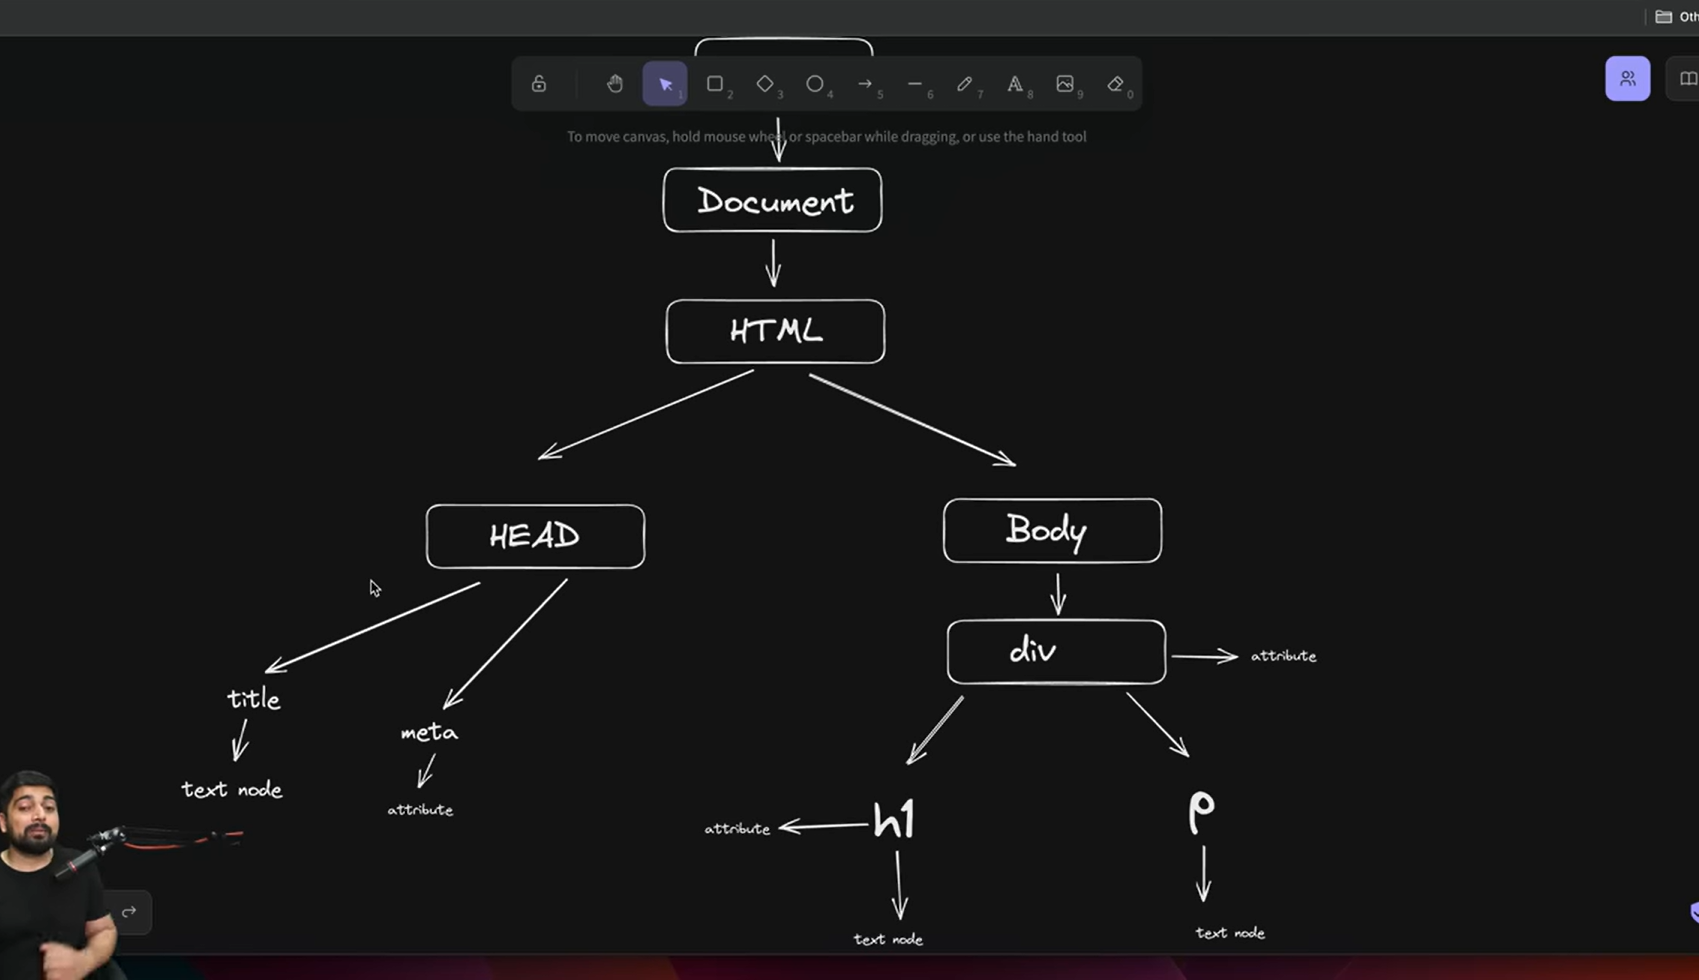 Oth
1
2
3
4
5
6
7
8
9
0
To move canvas, hold mouse wheel or spacebar while dragging, or use the hand tool
Document
HTML
HEAD
Body
div
attribute
title
meta
text node
attribute
attribute
h1
p
text node
text node